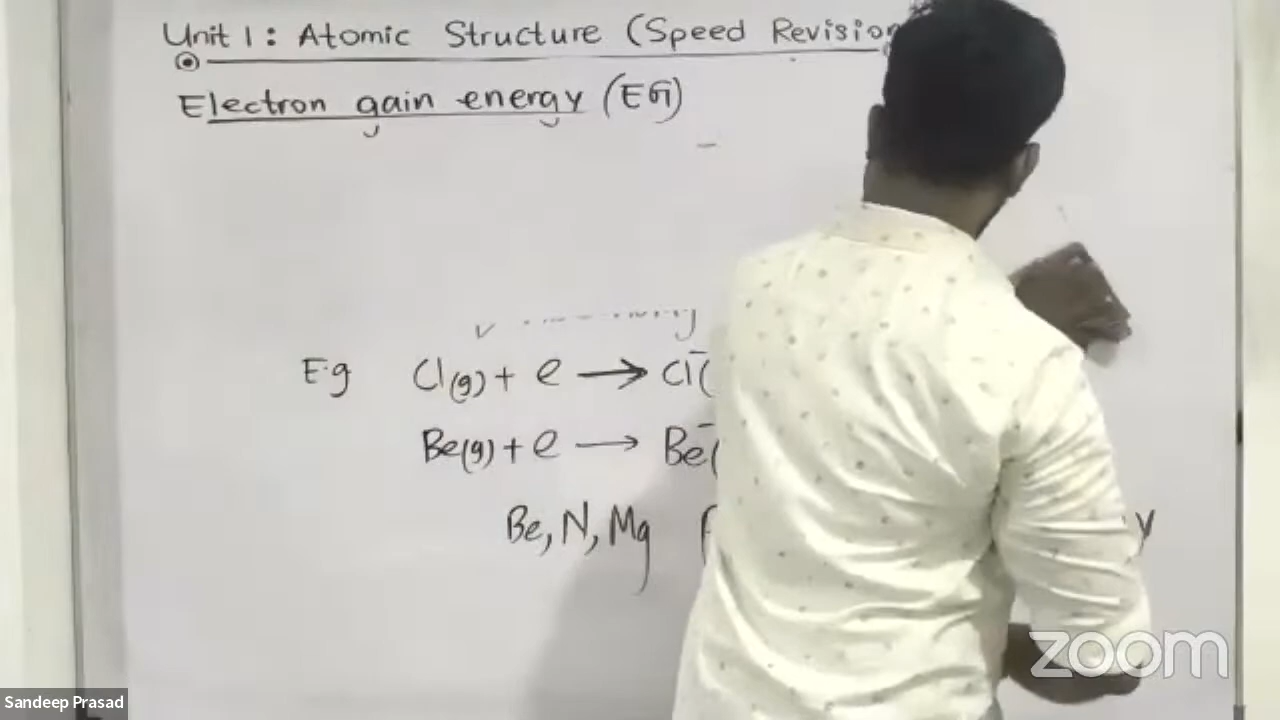 Unit 1: Atomic Structure (Speed Revision
Electron gain energy (EG)
E.g Cl(g) + e → Cl⁻(
Be(g) + e → Be⁻(
Be, N, Mg
zoom
Sandeep Prasad